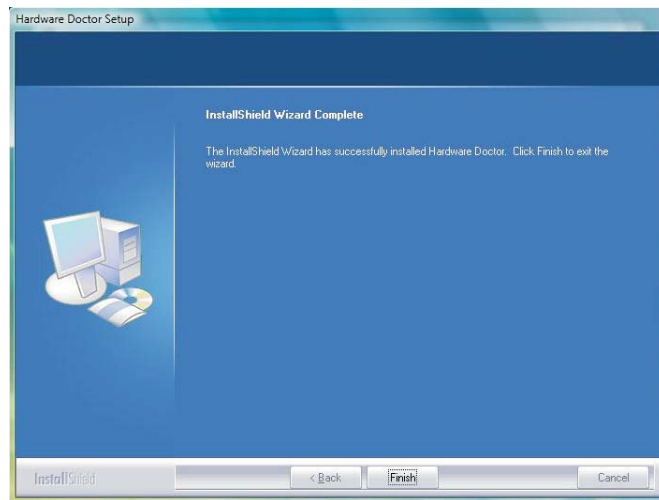 Hardware Doctor Setup
InstallShield Wizard Complete
The InstallShield Wizard has successfully installed Hardware Doctor. Click Finish to exit the
wizard.
InstallShield
< Back
Finish
Cancel